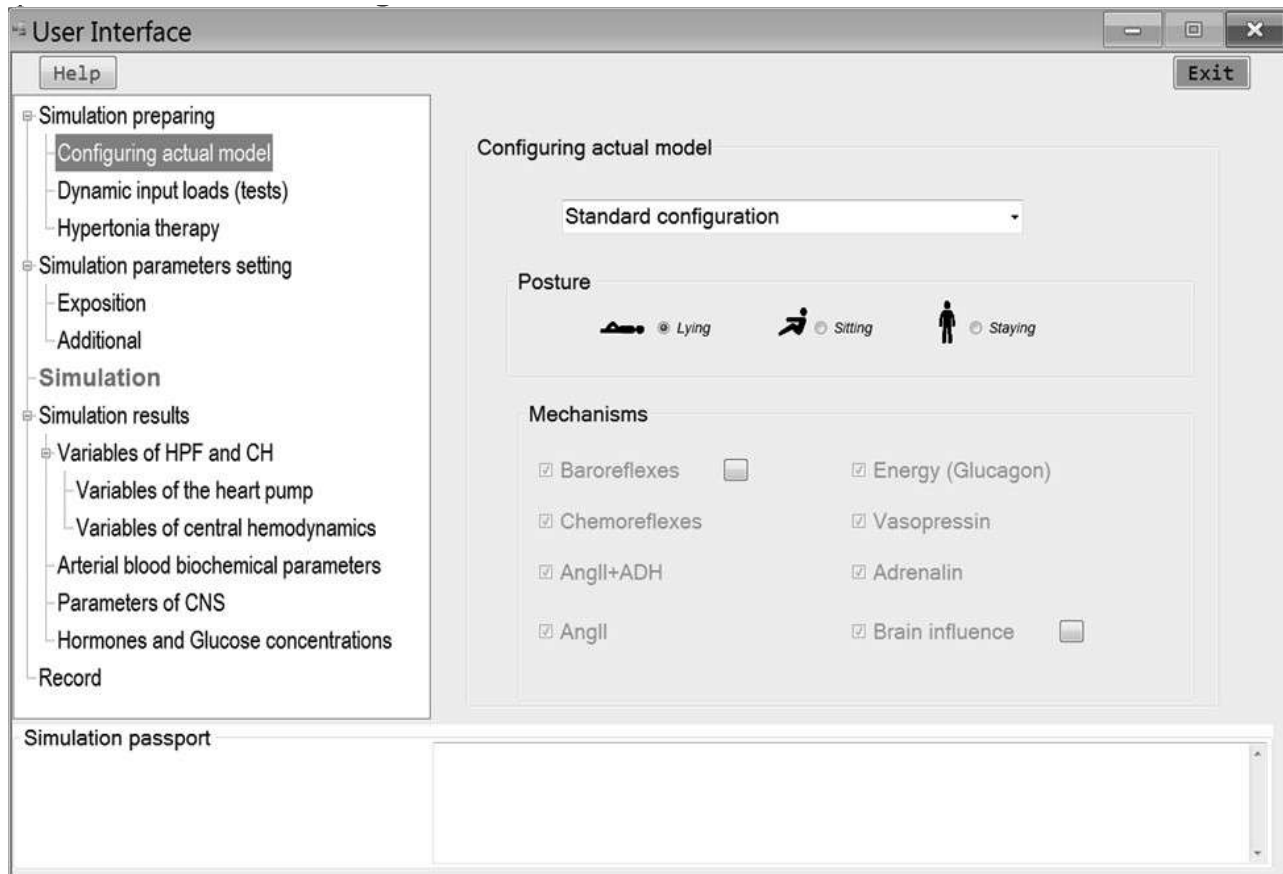 User Interface
Help
Exit
Simulation preparing
Configuring actual model
Dynamic input loads (tests)
Hypertonia therapy
Simulation parameters setting
Exposition
Additional
Simulation
Simulation results
Variables of HPF and CH
Variables of the heart pump
Variables of central hemodynamics
Arterial blood biochemical parameters
Parameters of CNS
Hormones and Glucose concentrations
Record
Configuring actual model
Standard configuration
Posture
Lying Sitting Staying
Mechanisms
Baroreflexes Energy (Glucagon)
Chemoreflexes Vasopressin
AngII+ADH Adrenalin
AngII Brain influence
Simulation passport